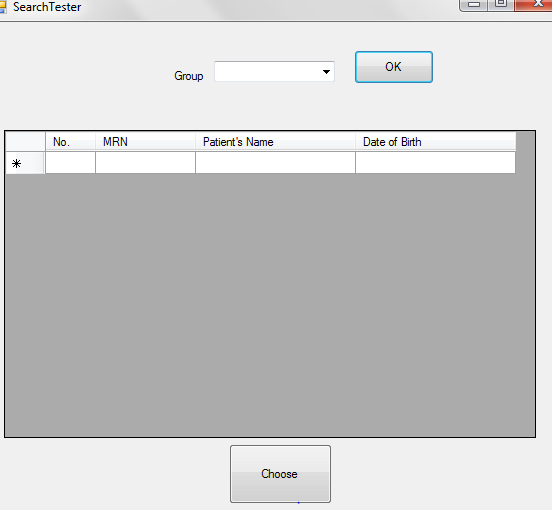 SearchTester
Group OK
No. MRN Patient's Name Date of Birth
Choose